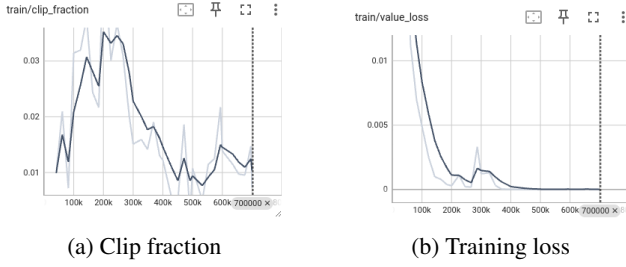 train/clip_fraction
0.03
0.02
0.01
100k 200k 300k 400k 500k 600k 700000 ×
(a) Clip fraction
train/value_loss
0.01
0.005
0
100k 200k 300k 400k 500k 600k 700000 ×
(b) Training loss